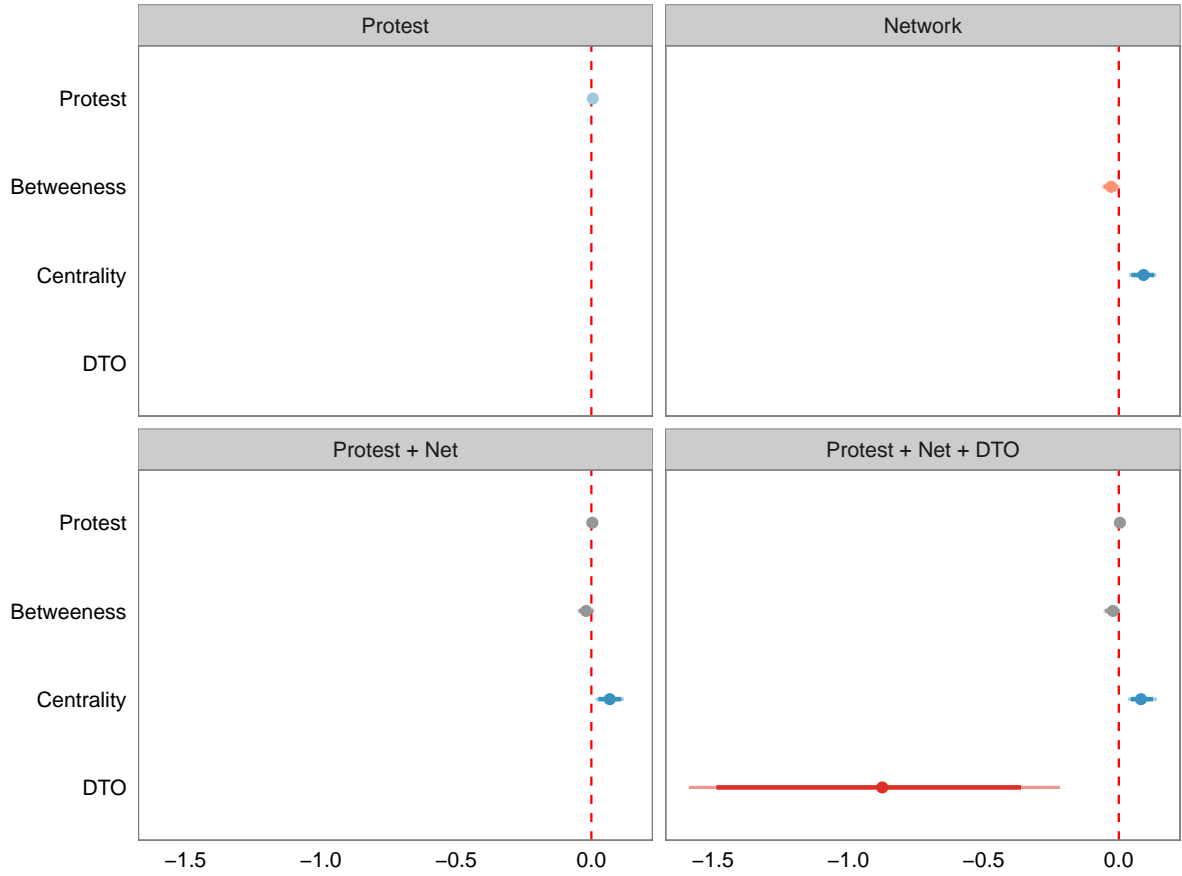 Protest
Network
Protest
Betweeness
Centrality
DTO
Protest + Net
Protest + Net + DTO
Protest
Betweeness
Centrality
DTO
−1.5 −1.0 −0.5 0.0 −1.5 −1.0 −0.5 0.0